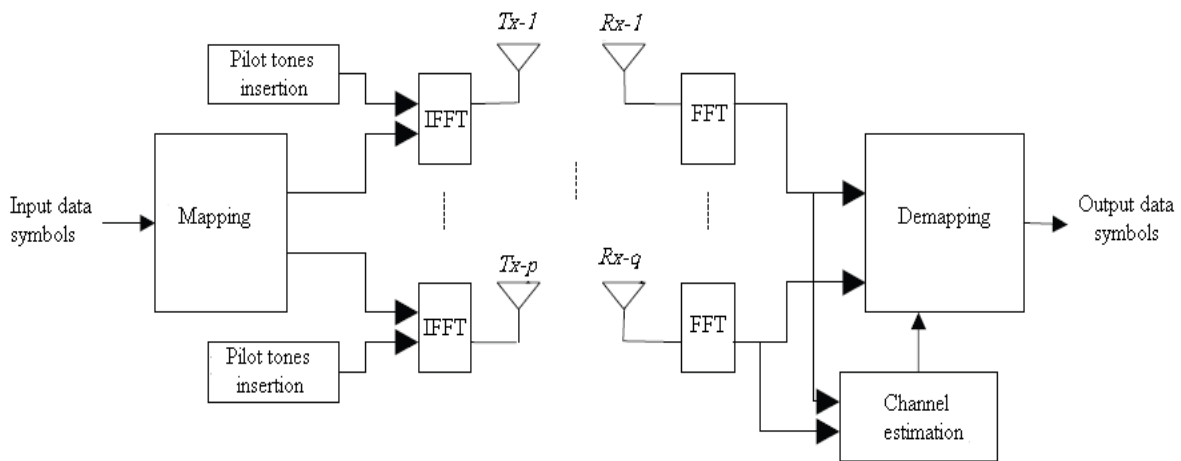 Tx-1
Rx-1
Pilot tones
insertion
IFFT
FFT
Input data
symbols
Mapping
Demapping
Output data
symbols
Tx-p
Rx-q
IFFT
FFT
Pilot tones
insertion
Channel
estimation